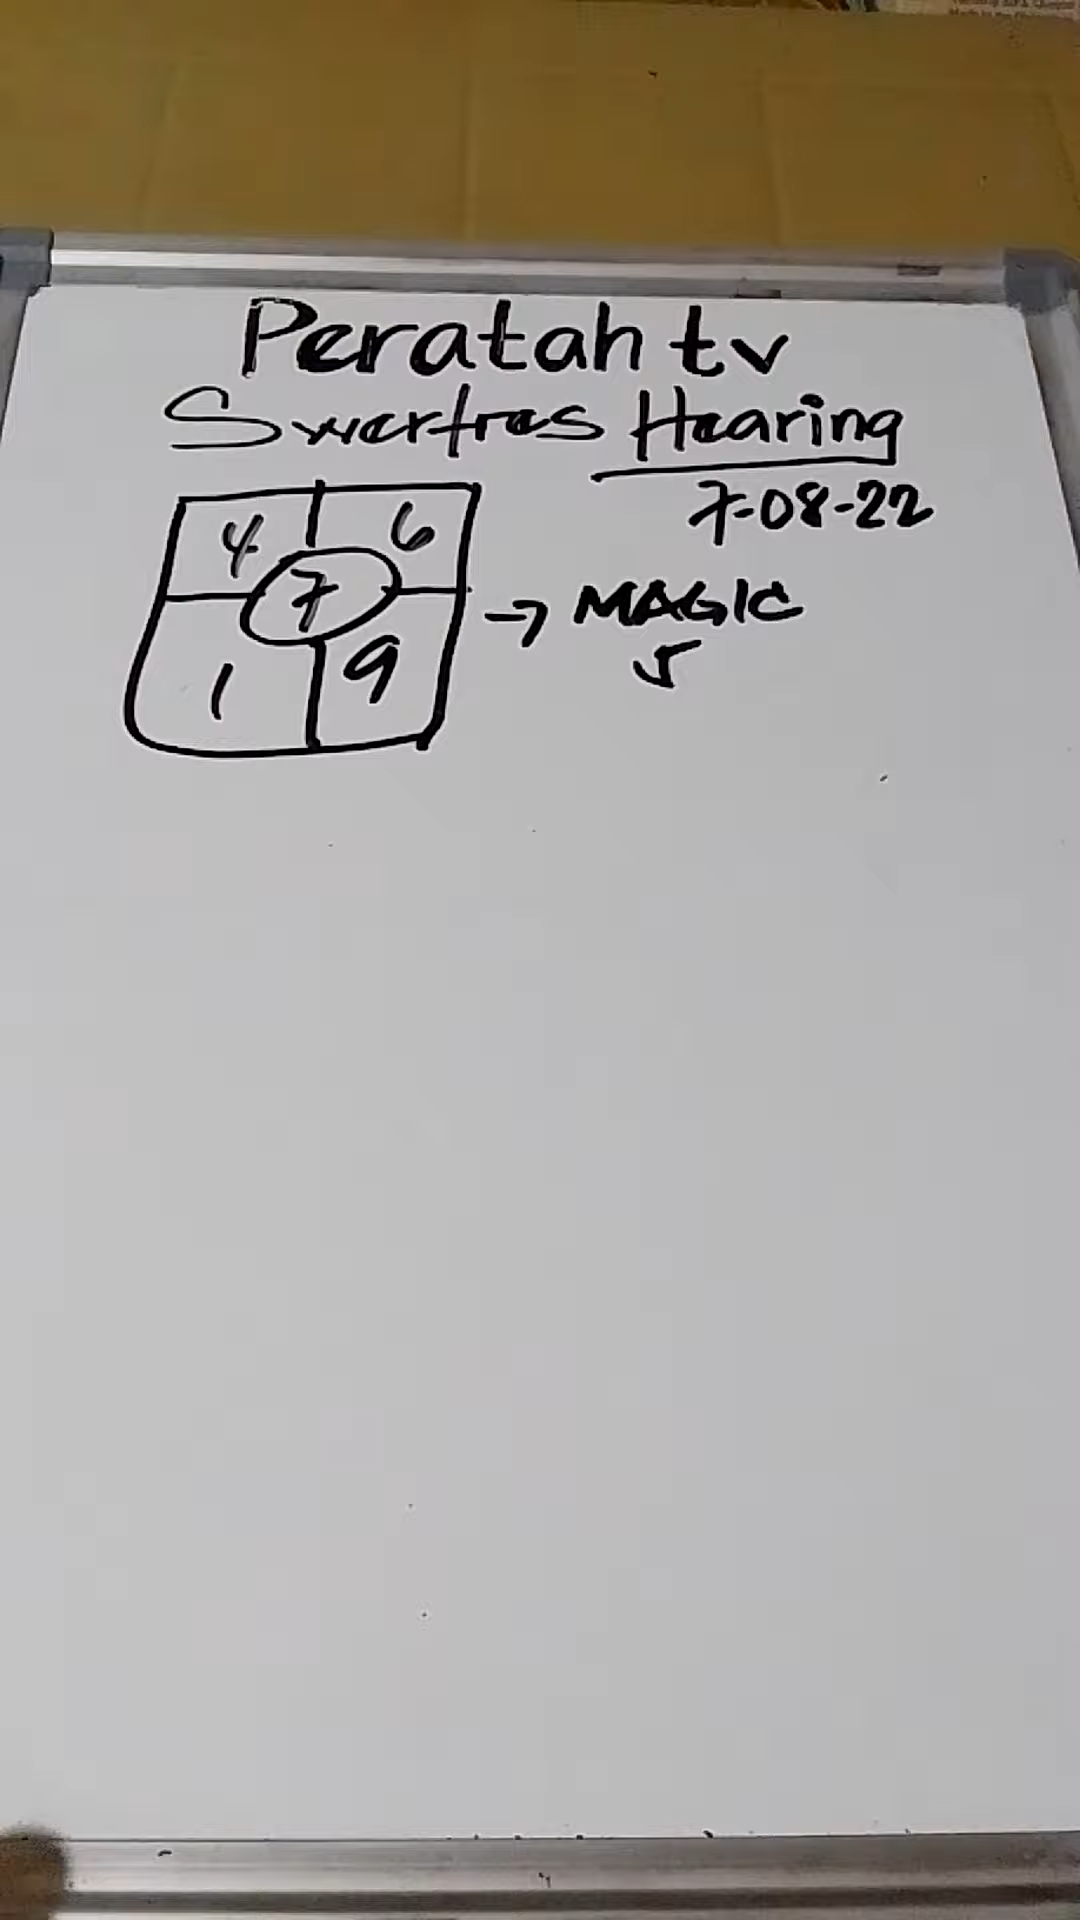 Peratah tv
Swertres Hearing
7-08-22
4 6
7
1 9
→ MAGIC
5